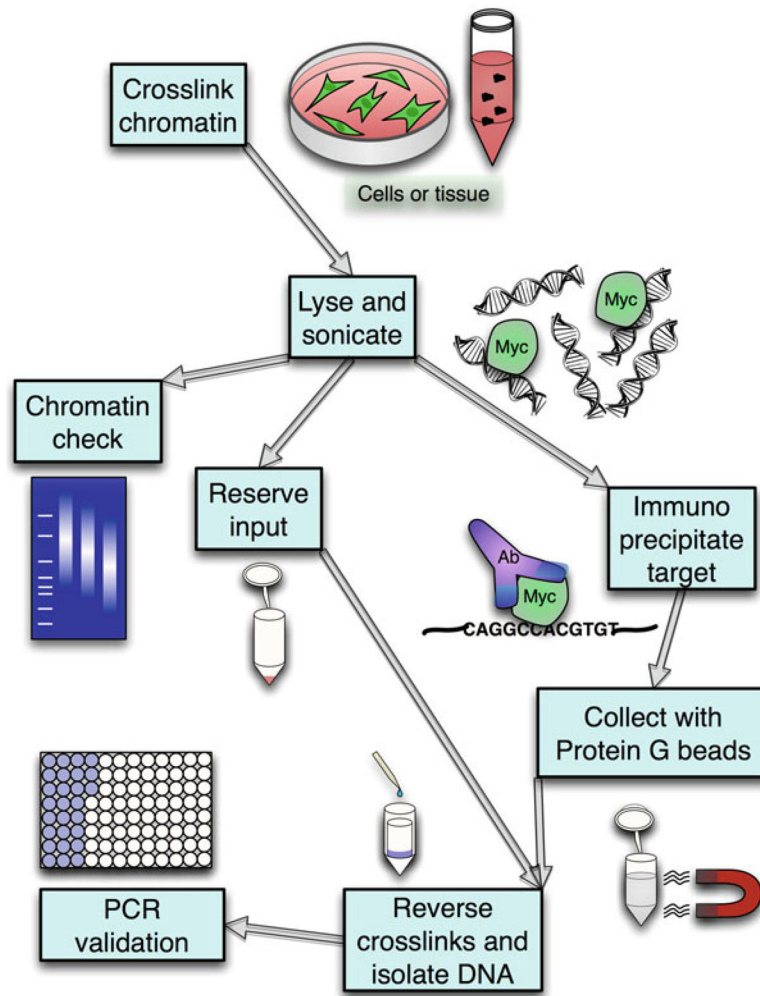 Crosslink
chromatin
Cells or tissue
Lyse and
sonicate
Myc
Myc
Chromatin
check
Reserve
input
Immuno
precipitate
target
Ab
Myc
CAGGCCACGTGT
Collect with
Protein G beads
Reverse
crosslinks and
isolate DNA
PCR
validation